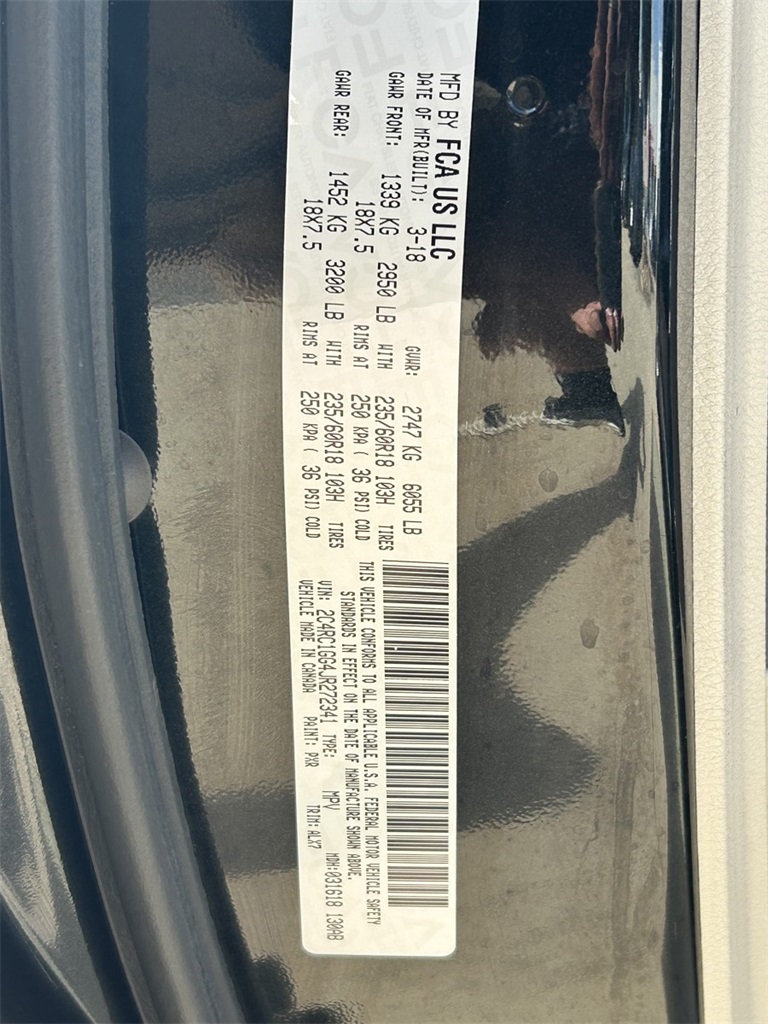 MFD BY FCA US LLC
DATE OF MFR(BUILT): 3-18 GVWR: 2747 KG 6055 LB
GAWR FRONT: 1339 KG 2950 LB WITH 235/60R18 103H TIRES
18X7.5 RIMS AT 250 KPA ( 36 PSI) COLD
GAWR REAR: 1452 KG 3200 LB WITH 235/60R18 103H TIRES
18X7.5 RIMS AT 250 KPA ( 36 PSI) COLD
THIS VEHICLE CONFORMS TO ALL APPLICABLE U.S.A. FEDERAL MOTOR VEHICLE SAFETY
STANDARDS IN EFFECT ON THE DATE OF MANUFACTURE SHOWN ABOVE.
VIN: 2C4RC1GG4JR272341 TYPE: MPV MDH:031618 130AB
VEHICLE MADE IN CANADA PAINT: PXR TRIM: ALX7